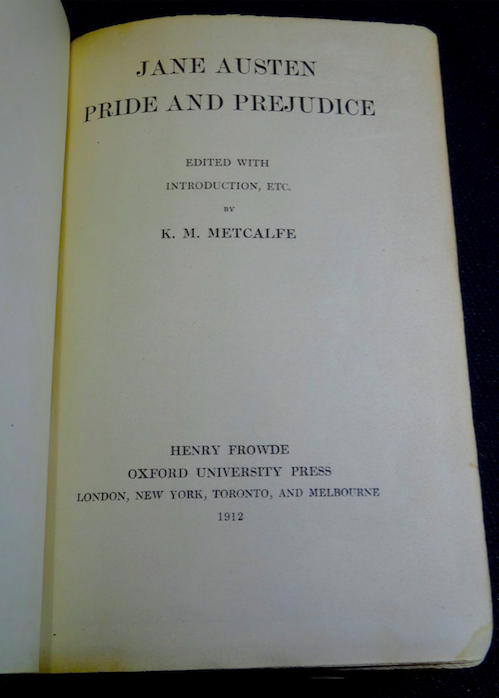 JANE AUSTEN
PRIDE AND PREJUDICE
EDITED WITH
INTRODUCTION, ETC.
BY
K. M. METCALFE
HENRY FROWDE
OXFORD UNIVERSITY PRESS
LONDON, NEW YORK, TORONTO, AND MELBOURNE
1912